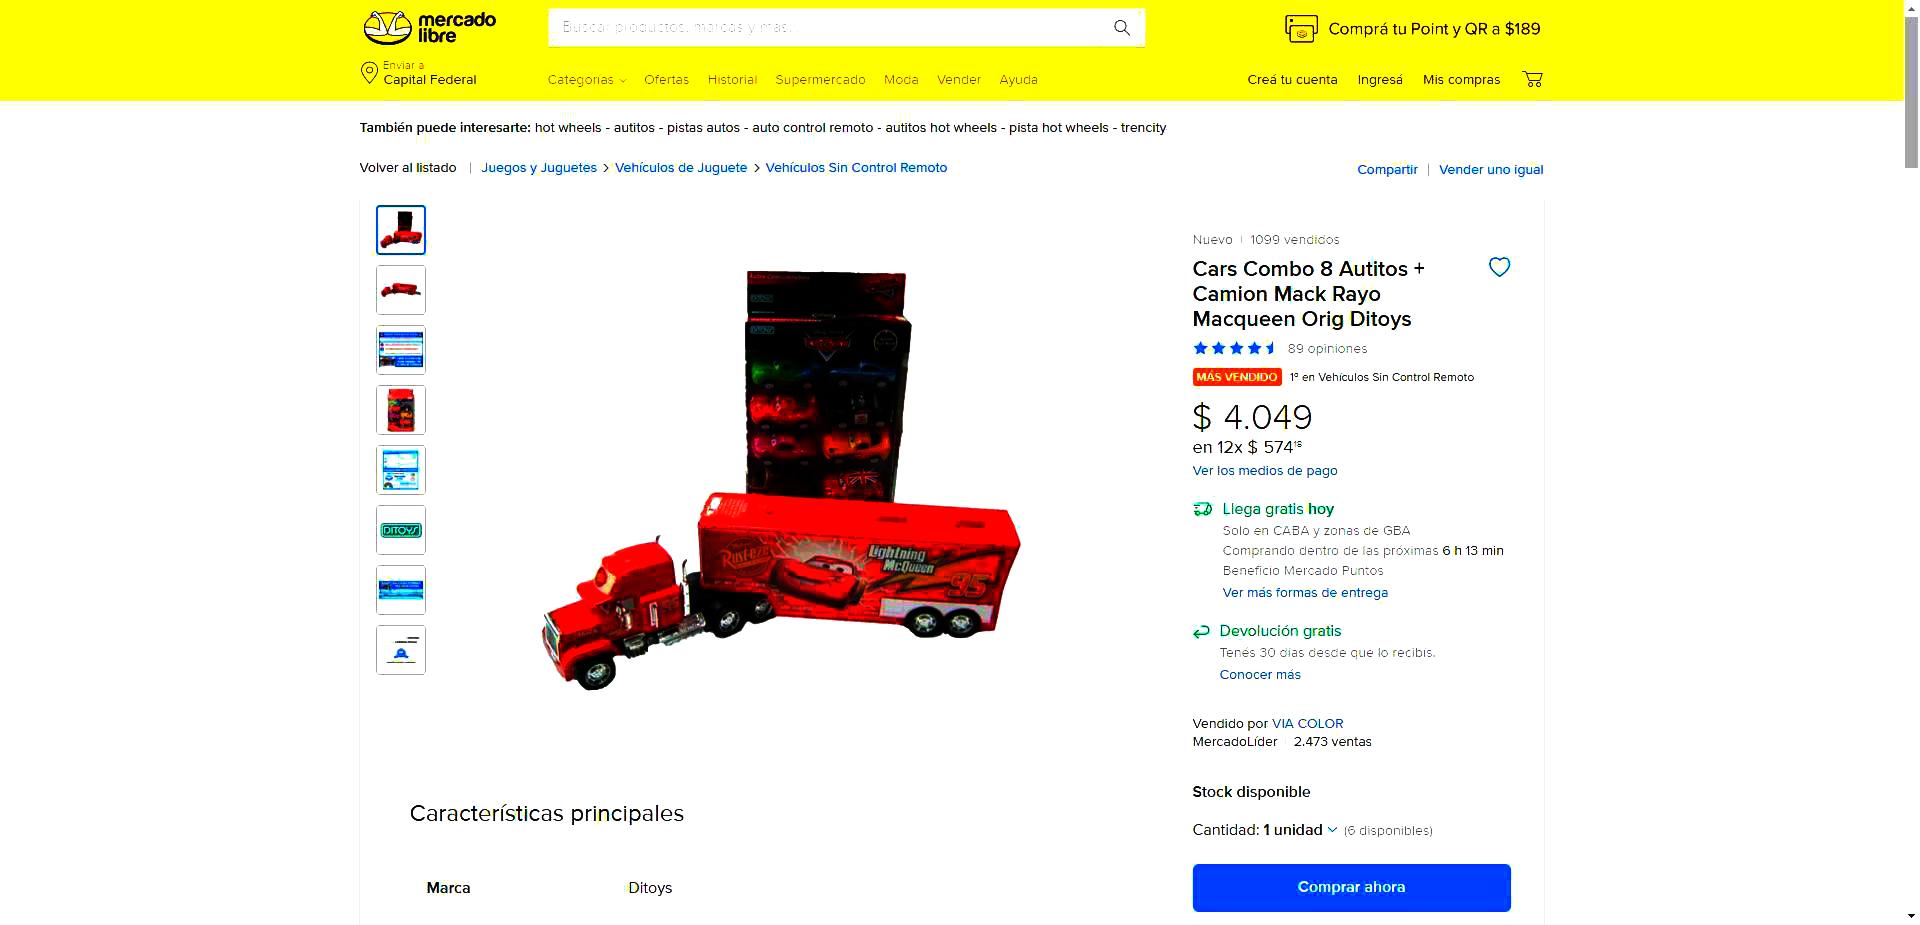 mercado
libre
Buscar productos, marcas y más...
Comprá tu Point y QR a $189
Enviar a
Capital Federal
Categorías Ofertas Historial Supermercado Moda Vender Ayuda
Creá tu cuenta Ingresá Mis compras
También puede interesarte: hot wheels - autitos - pistas autos - auto control remoto - autitos hot wheels - pista hot wheels - trencity
Volver al listado | Juegos y Juguetes > Vehículos de Juguete > Vehículos Sin Control Remoto
Compartir | Vender uno igual
Nuevo | 1099 vendidos
Cars Combo 8 Autitos +
Camion Mack Rayo
Macqueen Orig Ditoys
89 opiniones
MÁS VENDIDO 1º en Vehículos Sin Control Remoto
$ 4.049
en 12x $ 574¹⁸
Ver los medios de pago
Llega gratis hoy
Solo en CABA y zonas de GBA
Comprando dentro de las próximas 6 h 13 min
Beneficio Mercado Puntos
Ver más formas de entrega
Devolución gratis
Tenés 30 días desde que lo recibís.
Conocer más
Vendido por VIA COLOR
MercadoLíder | 2.473 ventas
Stock disponible
Cantidad: 1 unidad (6 disponibles)
Comprar ahora
DITOYS
Rust-eze
Lightning
McQueen
95
Características principales
Marca Ditoys